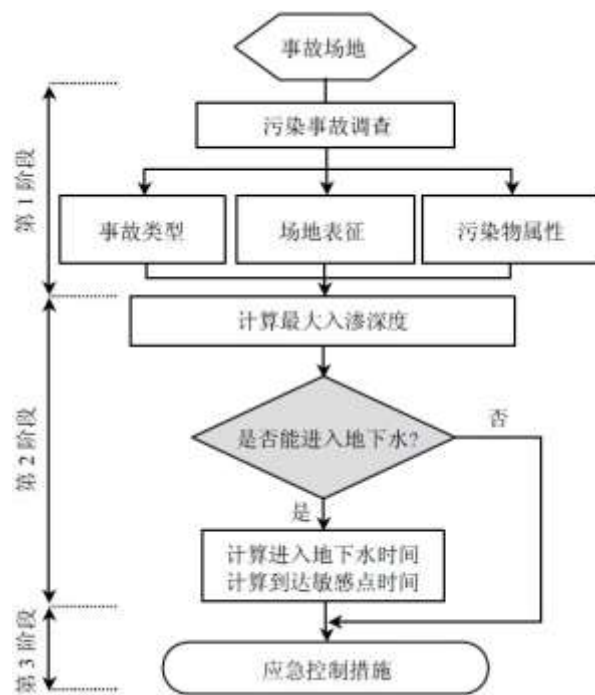 事故场地
第1阶段
污染事故调查
事故类型
场地表征
污染物属性
第2阶段
计算最大入渗深度
是否能进入地下水?
否
是
计算进入地下水时间
计算到达敏感点时间
第3阶段
应急控制措施